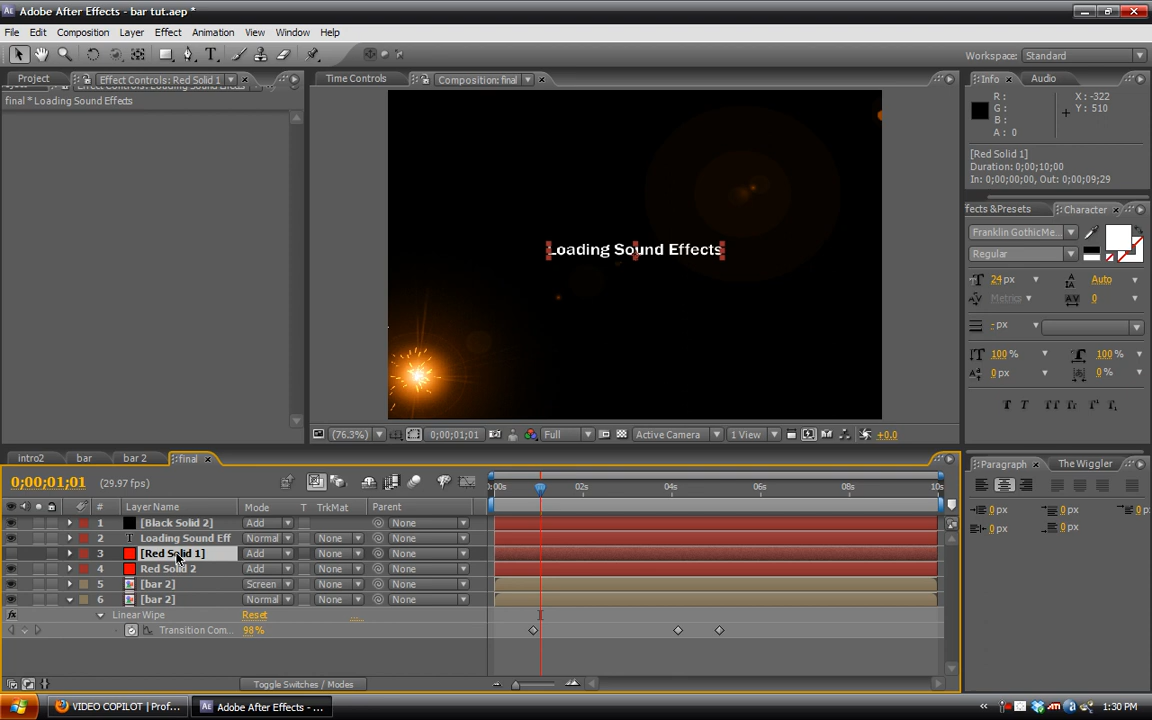 Adobe After Effects - bar tut.aep *
File Edit Composition Layer Effect Animation View Window Help
Workspace: Standard
Project Effect Controls: Red Solid 1
final * Loading Sound Effects
Time Controls Composition: final
Loading Sound Effects
(76.3%) 0;00;01;01 Full Active Camera 1 View +0.0
Info Audio
R : X : -322
G : Y : 510
B :
A : 0
[Red Solid 1]
Duration: 0;00;10;00
In: 0;00;00;00, Out: 0;00;09;29
fects &Presets Character
Franklin GothicMe...
Regular
24 px Auto
Metrics 0
- px
100 % 100 %
0 px 0 %
T T TT Tt T¹ T₁
Paragraph The Wiggler
0 px 0 px 0 p
0 px 0 px
intro2 bar bar 2 final
0;00;01;01 (29.97 fps)
:00s 02s 04s 06s 08s 10s
# Layer Name Mode T TrkMat Parent
1 [Black Solid 2] Add None
2 T Loading Sound Eff Normal None None
3 [Red Solid 1] Add None None
4 Red Solid 2 Add None None
5 [bar 2] Screen None None
6 [bar 2] Normal None None
Linear Wipe Reset ...
Transition Com... 98%
Toggle Switches / Modes
VIDEO COPILOT | Prof... Adobe After Effects - ... 1:30 PM